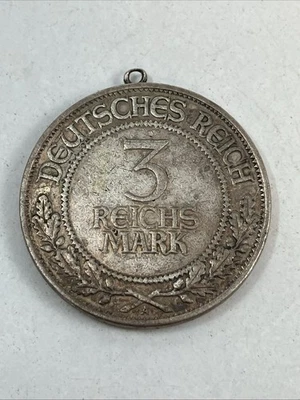 DEUTSCHES REICH
3
REICHS
MARK